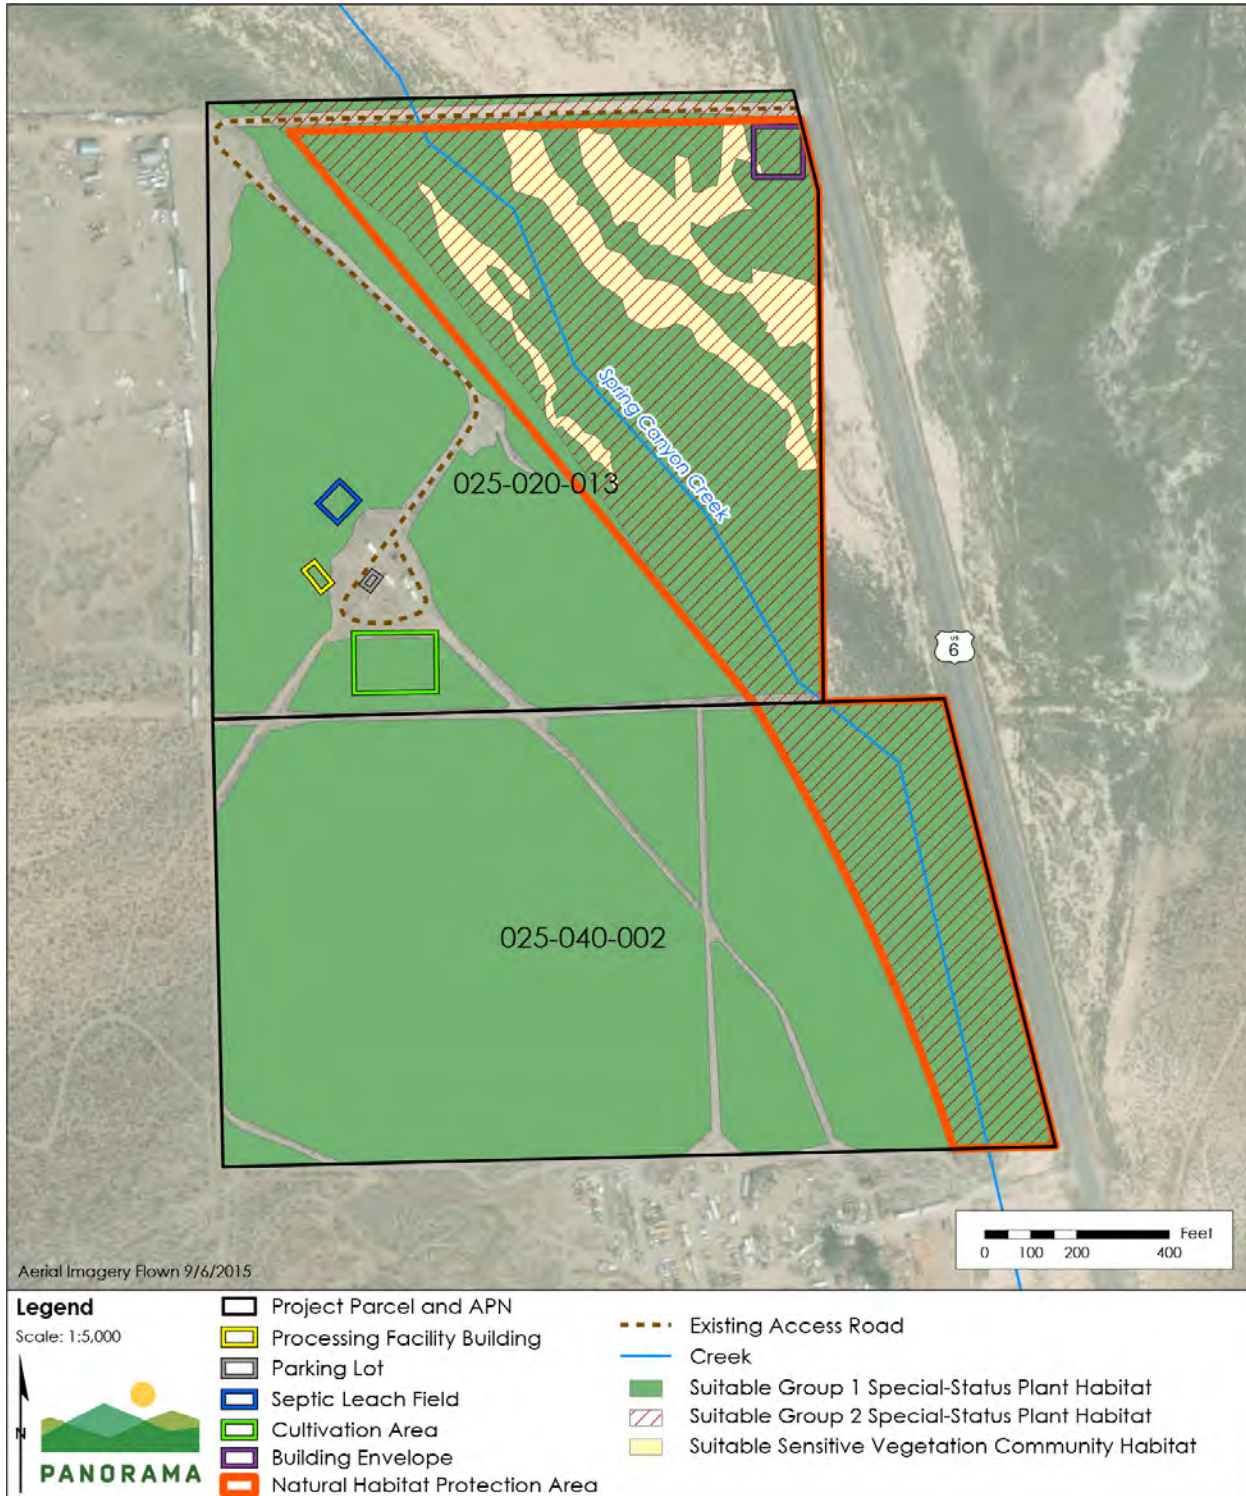 Spring Canyon Creek
025-020-013
US
6
025-040-002
Feet
0 100 200 400
Aerial Imagery Flown 9/6/2015
Legend
Scale: 1:5,000
N
PANORAMA
Project Parcel and APN
Processing Facility Building
Parking Lot
Septic Leach Field
Cultivation Area
Building Envelope
Natural Habitat Protection Area
Existing Access Road
Creek
Suitable Group 1 Special-Status Plant Habitat
Suitable Group 2 Special-Status Plant Habitat
Suitable Sensitive Vegetation Community Habitat